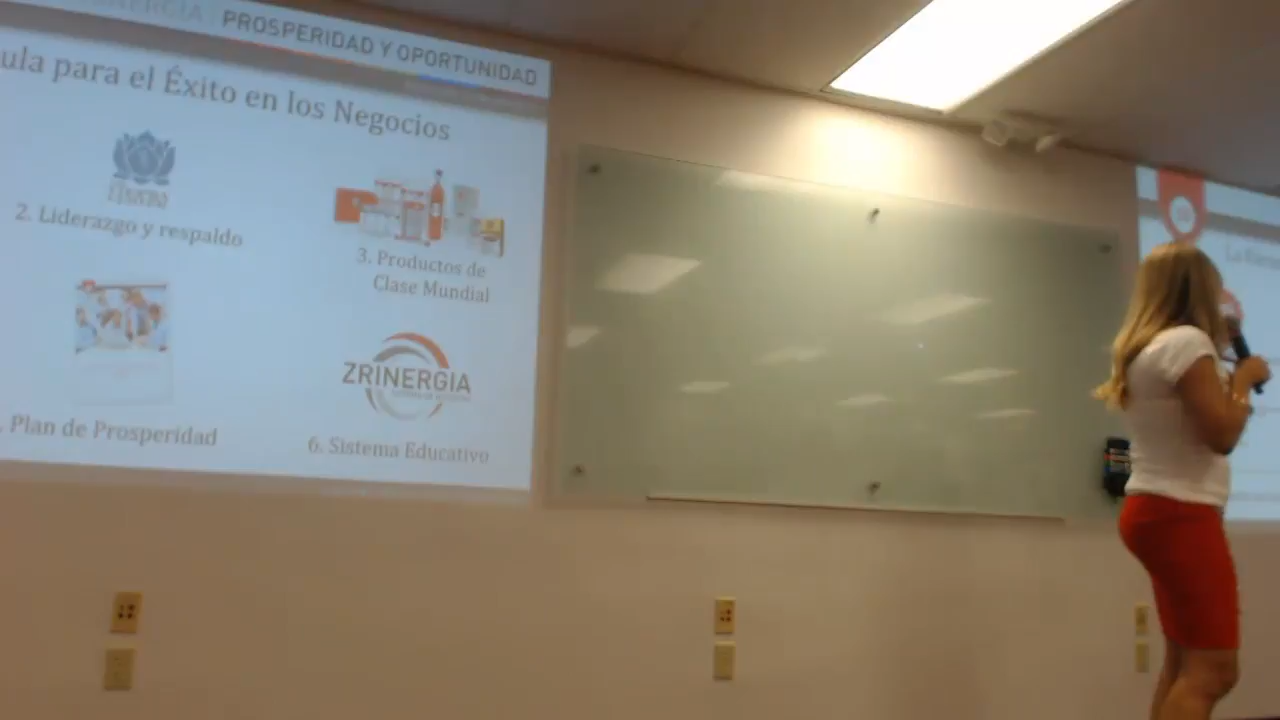 PROSPERIDAD Y OPORTUNIDAD
ula para el Éxito en los Negocios
2. Liderazgo y respaldo
3. Productos de
Clase Mundial
. Plan de Prosperidad
ZRINERGIA
6. Sistema Educativo